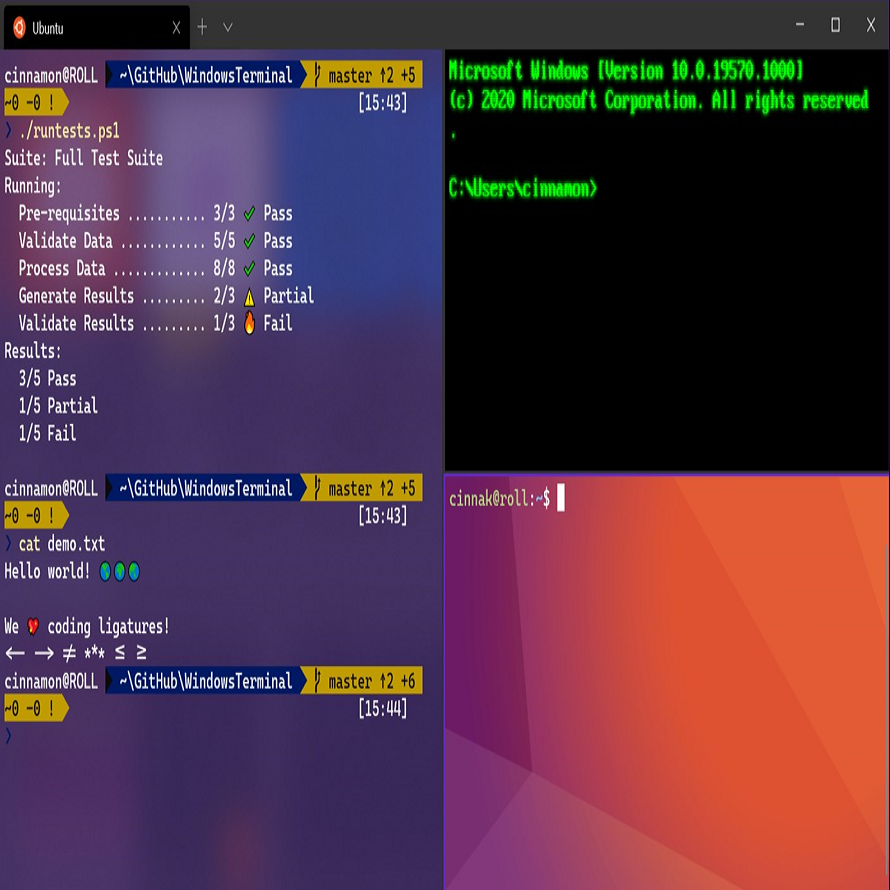 Ubuntu
cinnamon@ROLL ~\GitHub\WindowsTerminal master ↑2 +5
~0 -0 ! [15:43]
❯ ./runtests.ps1
Suite: Full Test Suite
Running:
Pre-requisites ........... 3/3 ✔ Pass
Validate Data ............ 5/5 ✔ Pass
Process Data ............. 8/8 ✔ Pass
Generate Results ......... 2/3 ⚠ Partial
Validate Results ......... 1/3 🔥 Fail
Results:
3/5 Pass
1/5 Partial
1/5 Fail
cinnamon@ROLL ~\GitHub\WindowsTerminal master ↑2 +5
~0 -0 ! [15:43]
❯ cat demo.txt
Hello world! 🌎🌎🌎
We 💖 coding ligatures!
← → ≠ *** ≤ ≥
cinnamon@ROLL ~\GitHub\WindowsTerminal master ↑2 +6
~0 -0 ! [15:44]
❯
Microsoft Windows [Version 10.0.19570.1000]
(c) 2020 Microsoft Corporation. All rights reserved
.
C:\Users\cinnamon>
cinnak@roll:~$